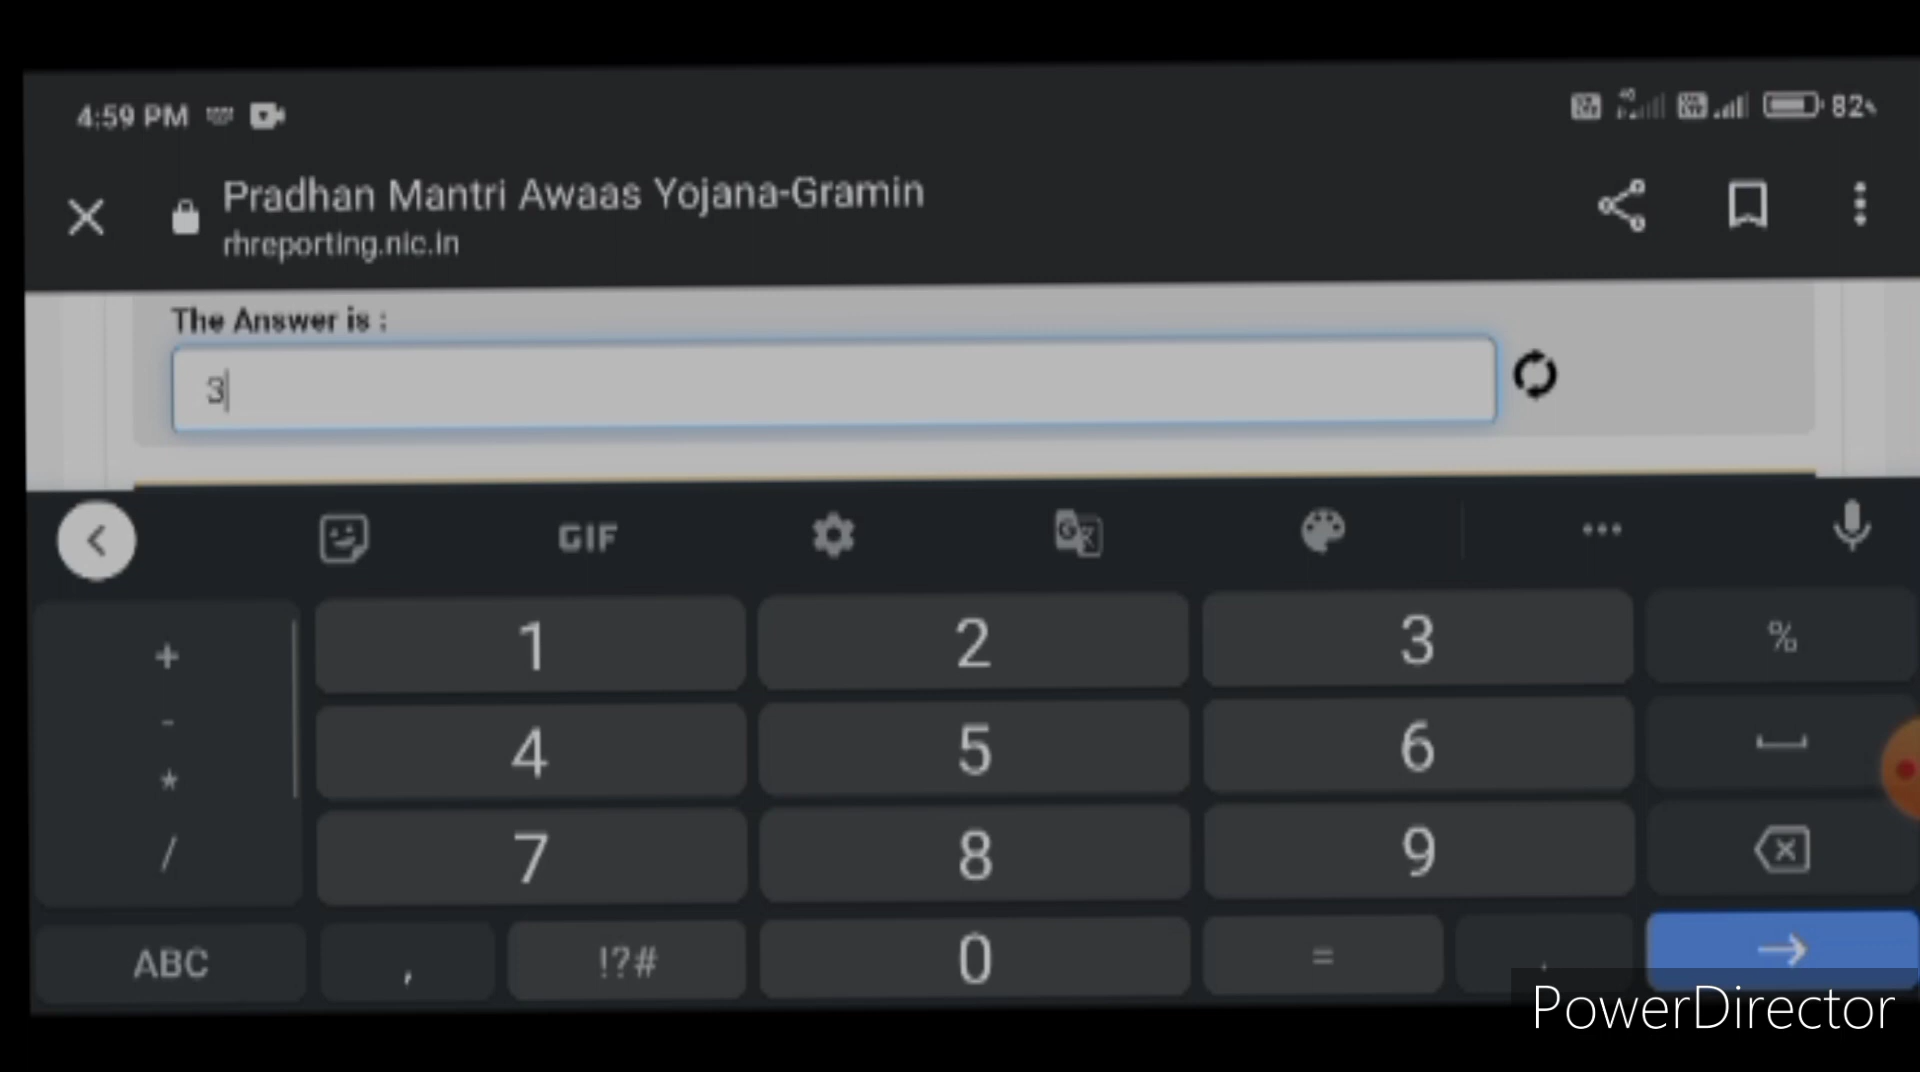 4:59 PM
82%
Pradhan Mantri Awaas Yojana-Gramin
rhreporting.nic.in
The Answer is :
3
GIF
+ 1 2 3 %
-
4 5 6
*
7 8 9
/
ABC , !?# 0 = .
PowerDirector